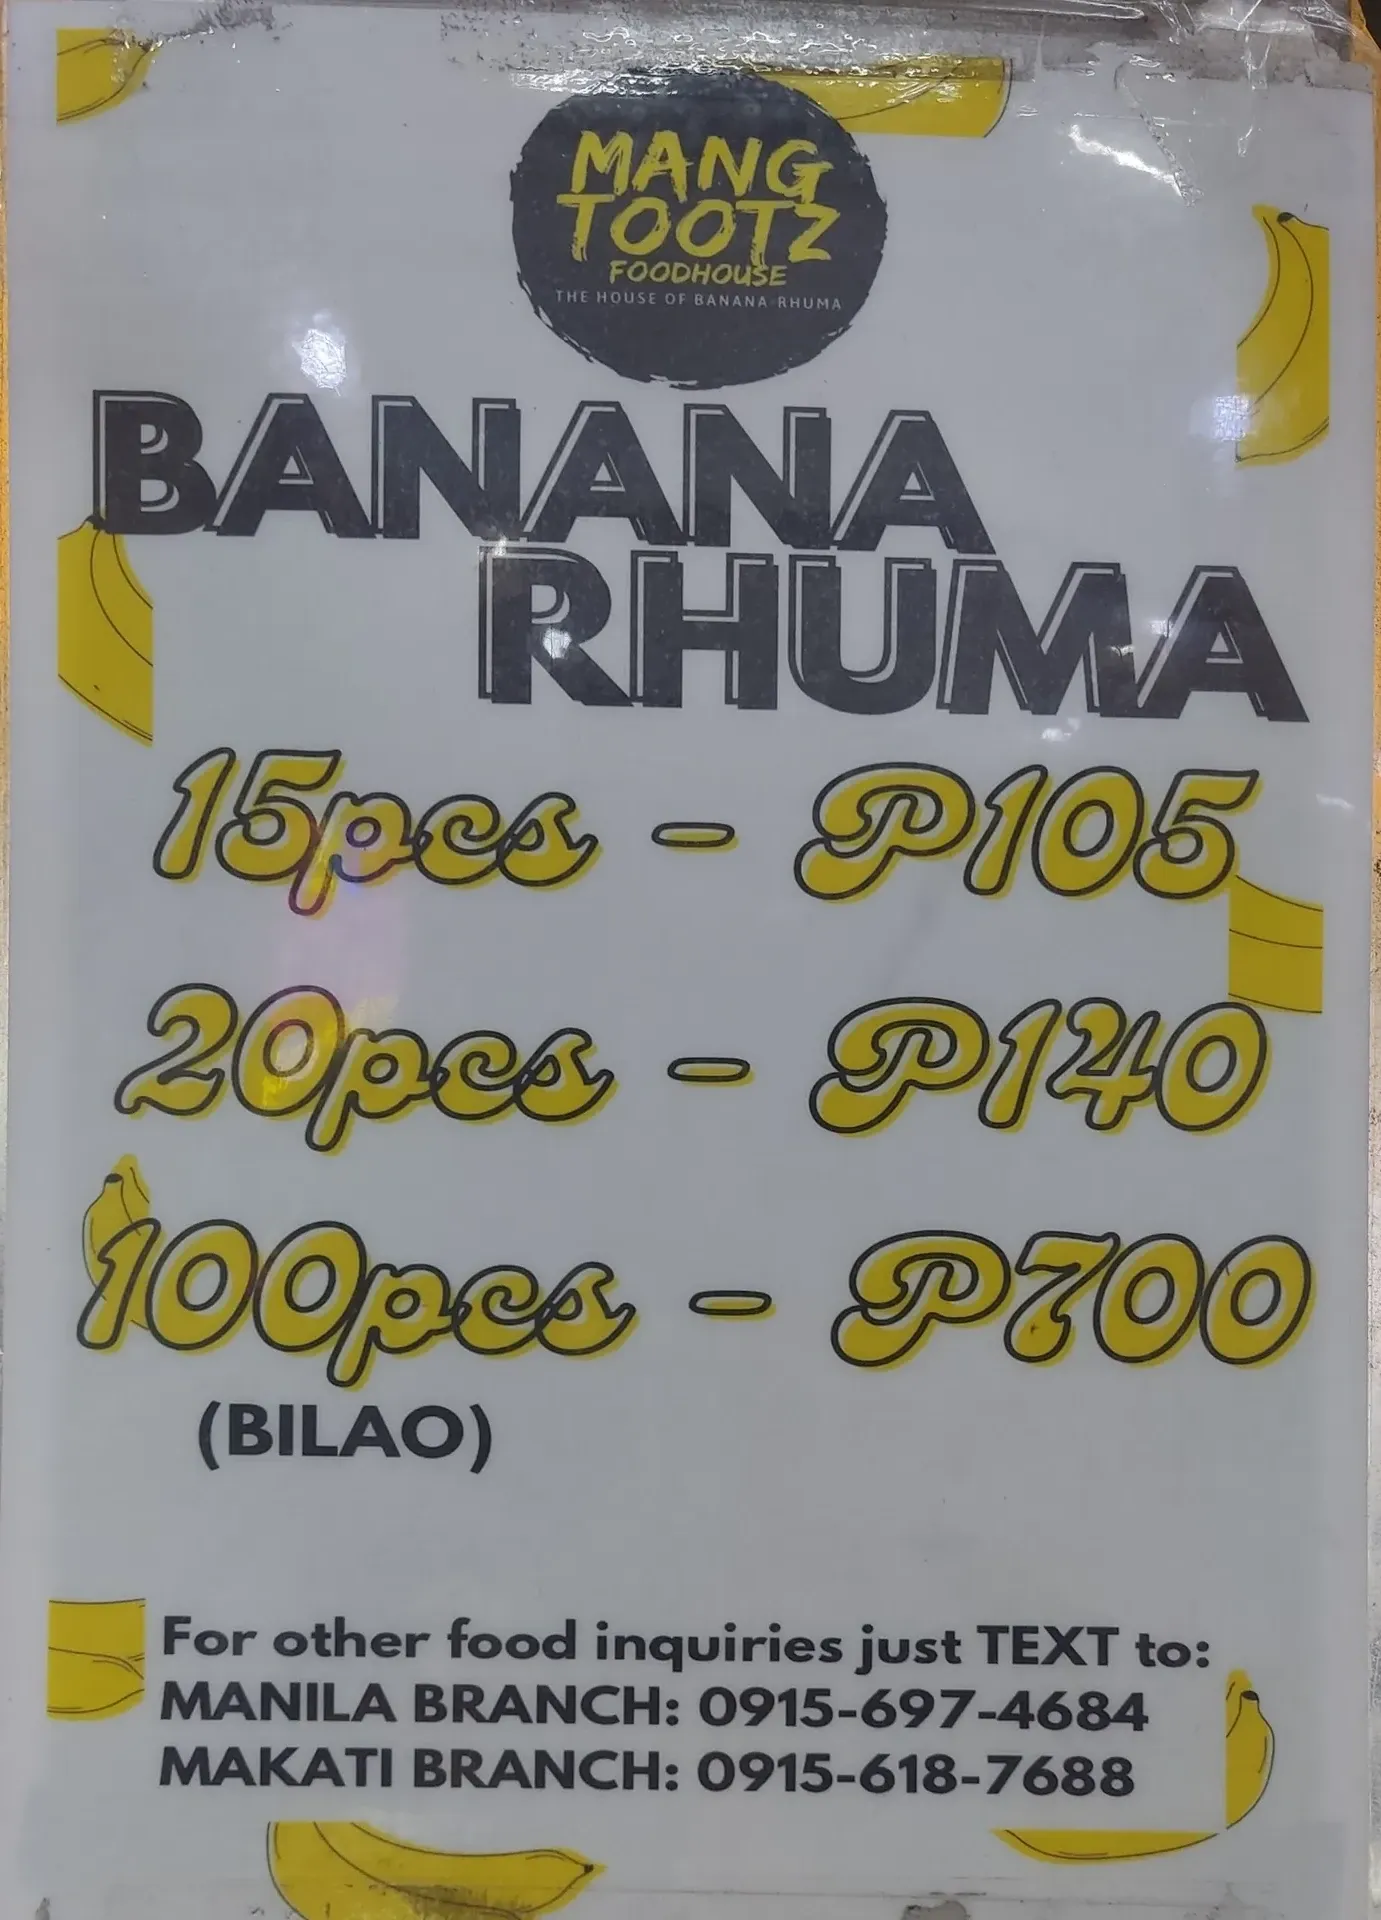 MANG
TOOTZ
FOODHOUSE
THE HOUSE OF BANANA RHUMA
BANANA
RHUMA
15pcs - P105
20pcs - P140
100pcs - P700
(BILAO)
For other food inquiries just TEXT to:
MANILA BRANCH: 0915-697-4684
MAKATI BRANCH: 0915-618-7688